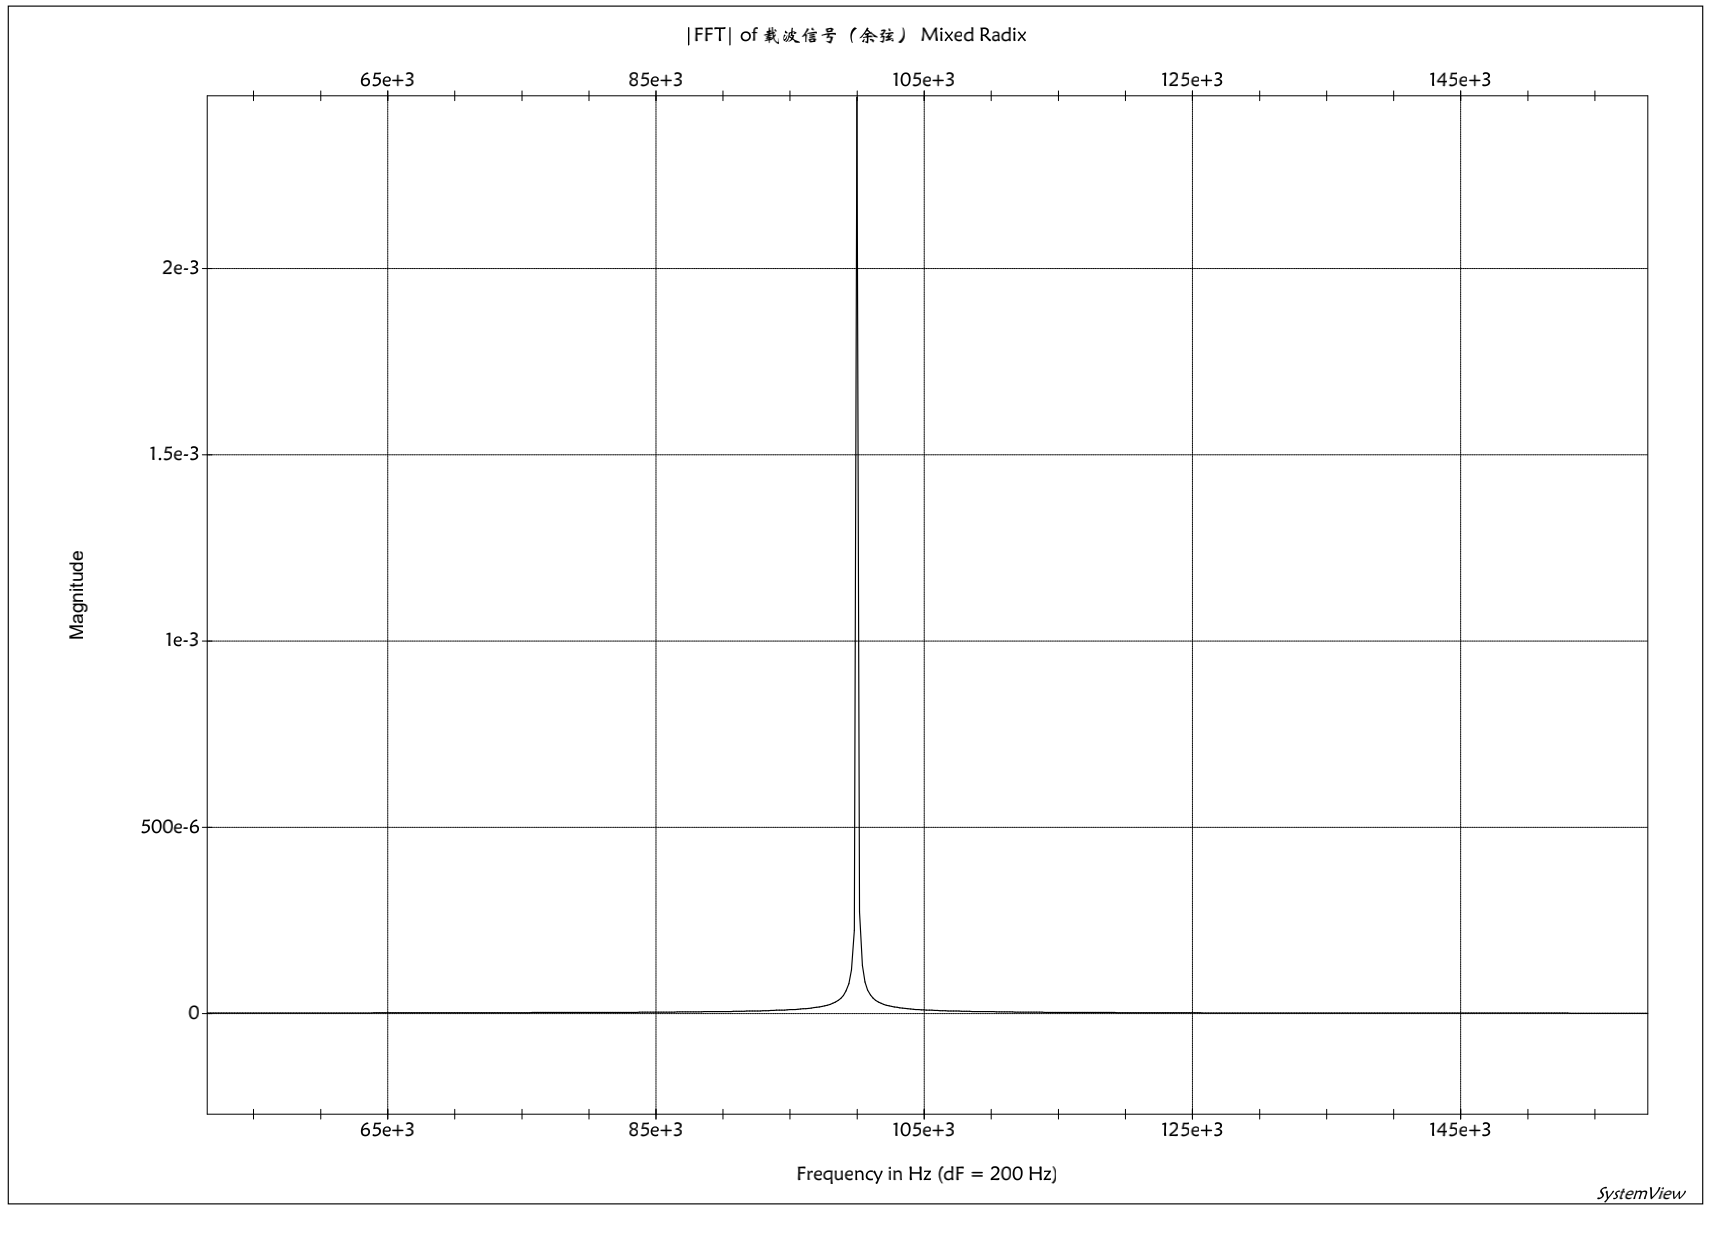 |FFT| of 载波信号（余弦） Mixed Radix
65e+3 85e+3 105e+3 125e+3 145e+3
2e-3
1.5e-3
Magnitude
1e-3
500e-6
0
65e+3 85e+3 105e+3 125e+3 145e+3
Frequency in Hz (dF = 200 Hz)
SystemView